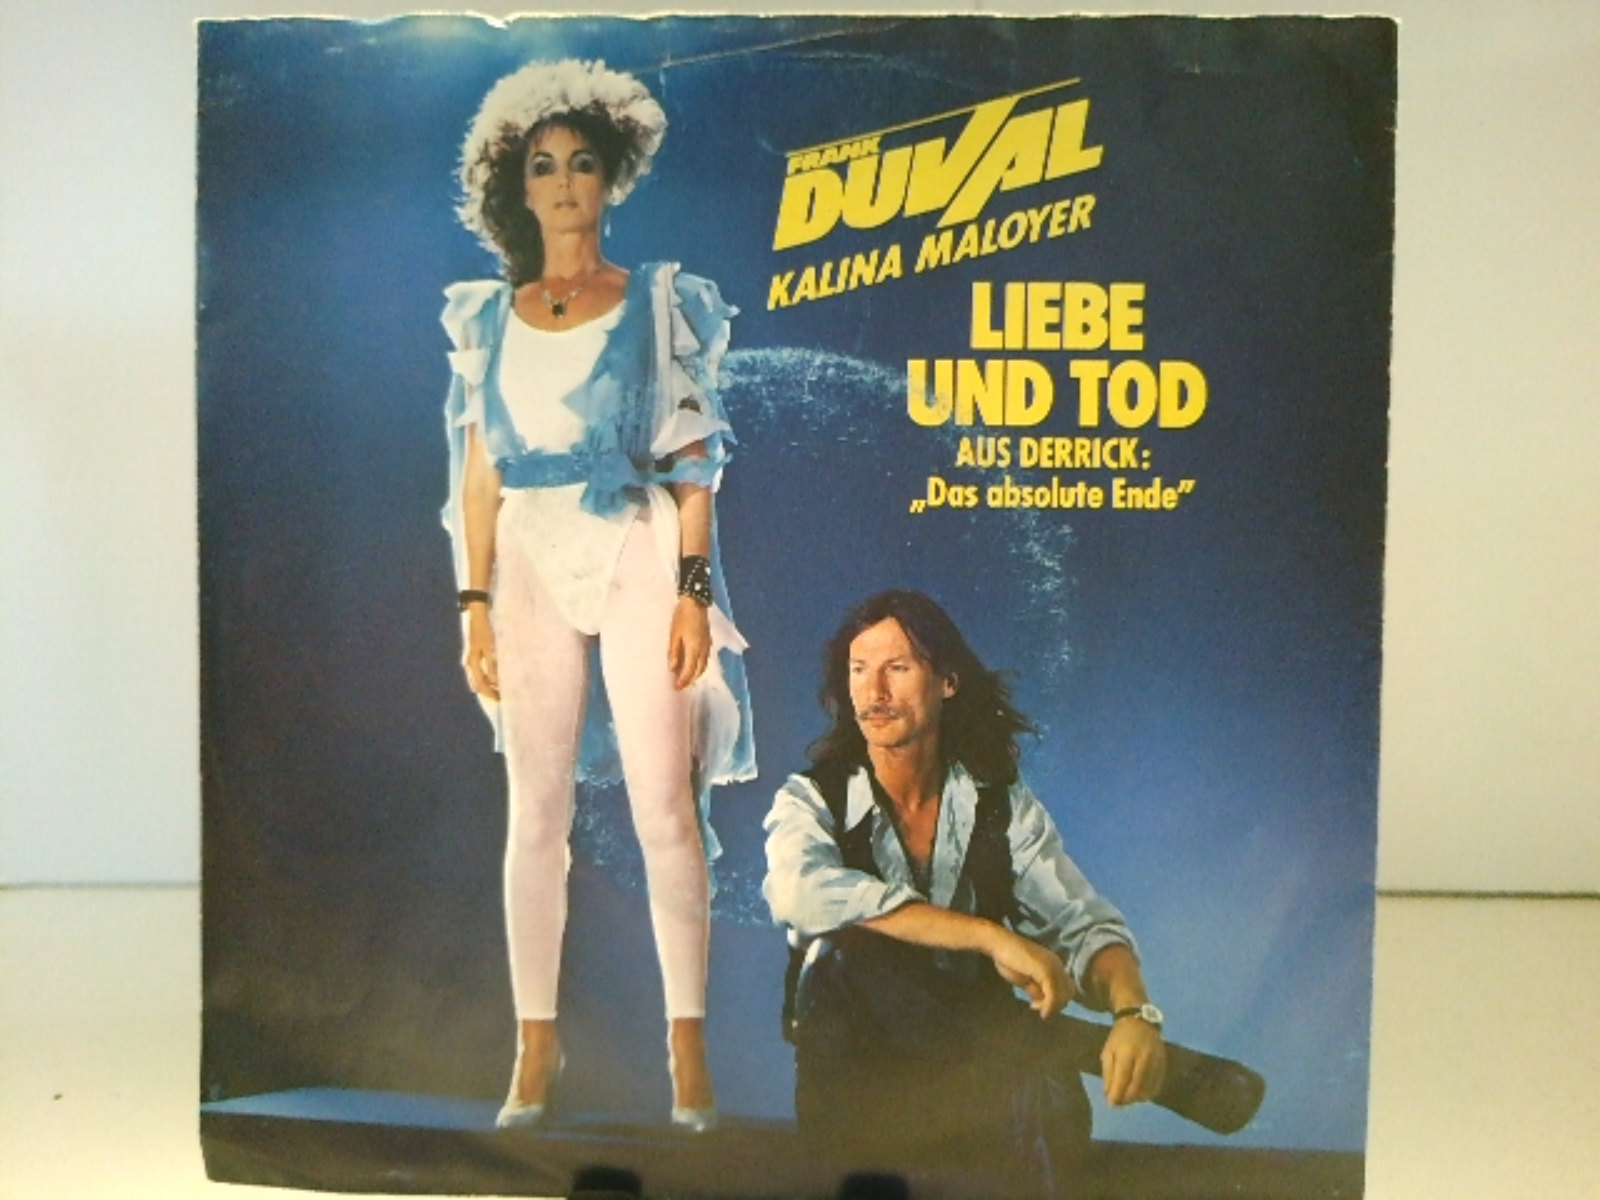 FRANK
DUVAL
KALINA MALOYER
LIEBE
UND TOD
AUS DERRICK:
„Das absolute Ende”